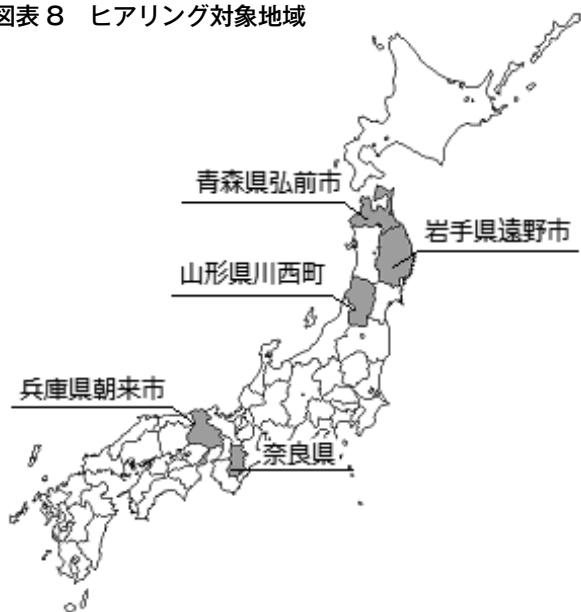 図表8 ヒアリング対象地域
青森県弘前市
岩手県遠野市
山形県川西町
兵庫県朝来市
奈良県